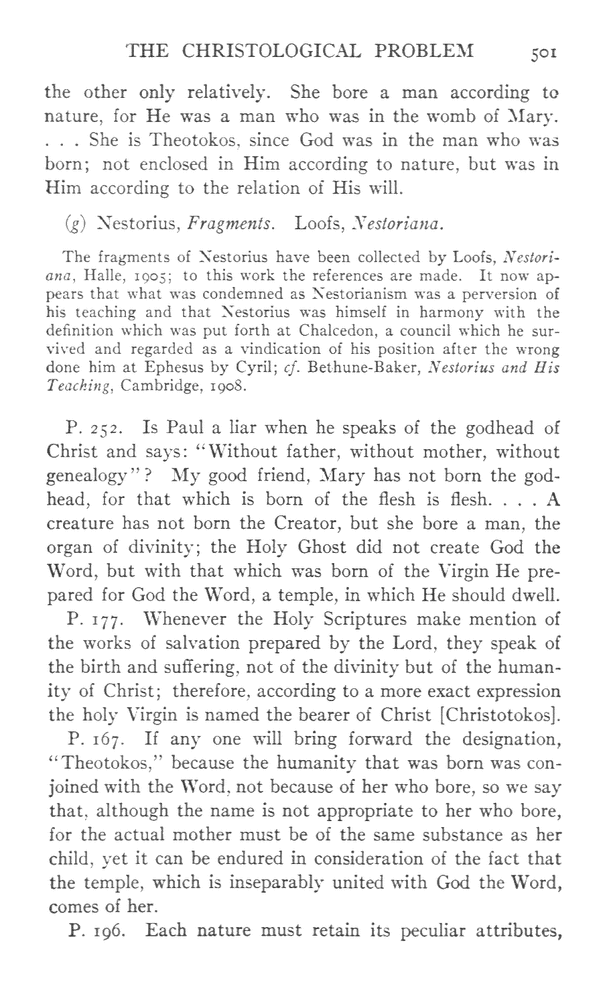 THE CHRISTOLOGICAL PROBLEM 501
the other only relatively. She bore a man according to
nature, for He was a man who was in the womb of Mary.
. . . She is Theotokos, since God was in the man who was
born; not enclosed in Him according to nature, but was in
Him according to the relation of His will.
(g) Nestorius, Fragments. Loofs, Nestoriana.
The fragments of Nestorius have been collected by Loofs, Nestori-
ana, Halle, 1905; to this work the references are made. It now ap-
pears that what was condemned as Nestorianism was a perversion of
his teaching and that Nestorius was himself in harmony with the
definition which was put forth at Chalcedon, a council which he sur-
vived and regarded as a vindication of his position after the wrong
done him at Ephesus by Cyril; cf. Bethune-Baker, Nestorius and His
Teaching, Cambridge, 1908.
P. 252. Is Paul a liar when he speaks of the godhead of
Christ and says: “Without father, without mother, without
genealogy”? My good friend, Mary has not born the god-
head, for that which is born of the flesh is flesh. . . . A
creature has not born the Creator, but she bore a man, the
organ of divinity; the Holy Ghost did not create God the
Word, but with that which was born of the Virgin He pre-
pared for God the Word, a temple, in which He should dwell.
P. 177. Whenever the Holy Scriptures make mention of
the works of salvation prepared by the Lord, they speak of
the birth and suffering, not of the divinity but of the human-
ity of Christ; therefore, according to a more exact expression
the holy Virgin is named the bearer of Christ [Christotokos].
P. 167. If any one will bring forward the designation,
“Theotokos,” because the humanity that was born was con-
joined with the Word, not because of her who bore, so we say
that, although the name is not appropriate to her who bore,
for the actual mother must be of the same substance as her
child, yet it can be endured in consideration of the fact that
the temple, which is inseparably united with God the Word,
comes of her.
P. 196. Each nature must retain its peculiar attributes,